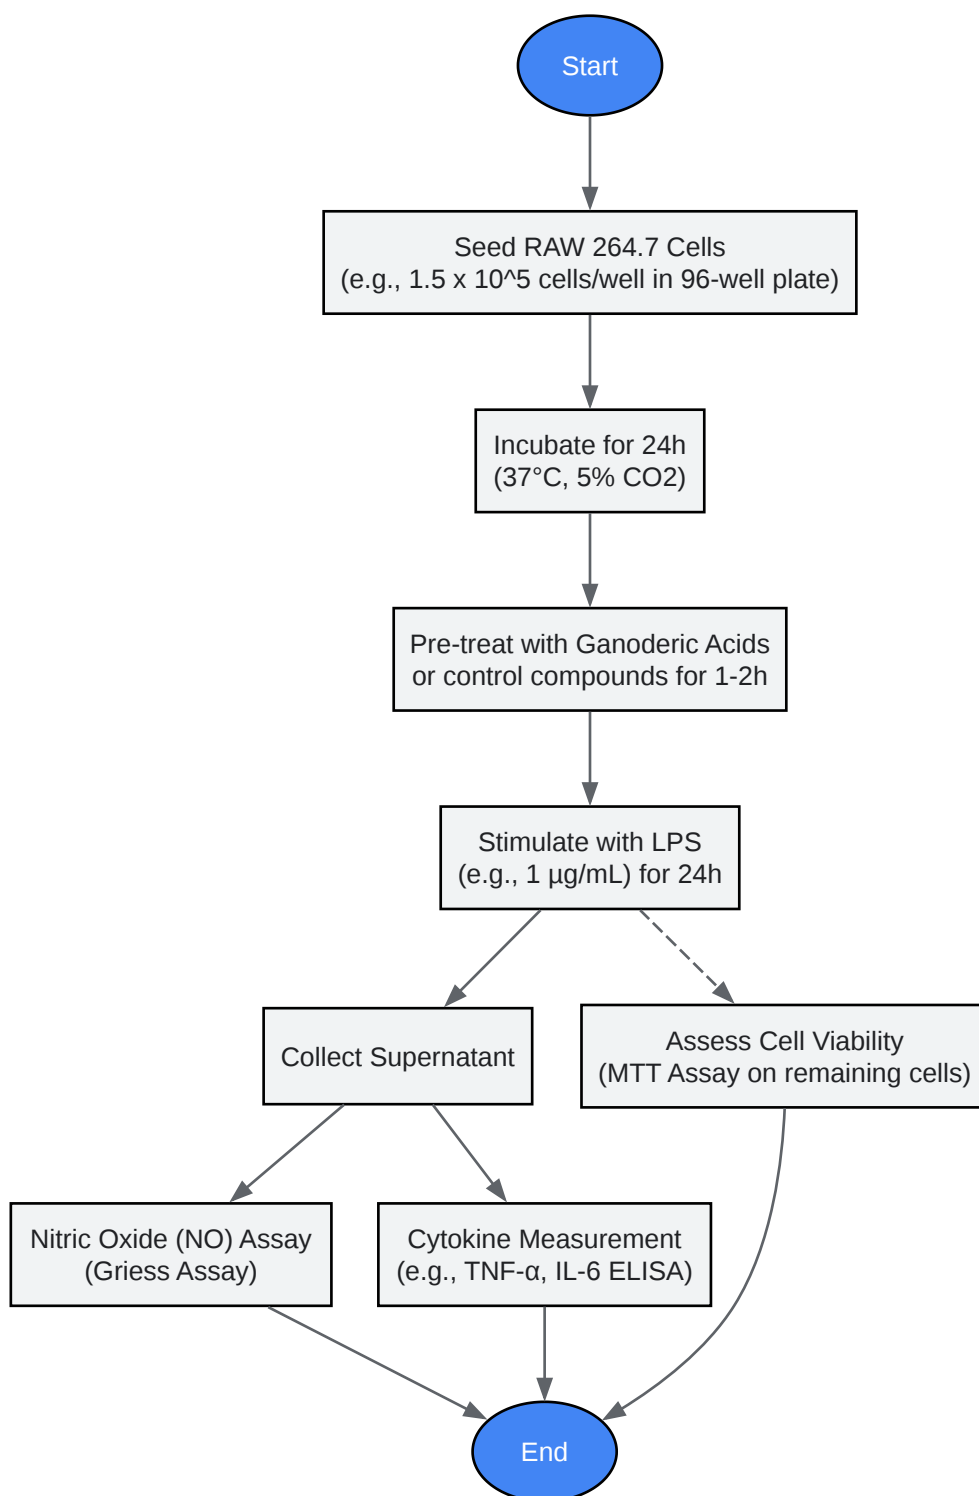 Start
Seed RAW 264.7 Cells
(e.g., 1.5 x 10^5 cells/well in 96-well plate)
Incubate for 24h
(37°C, 5% CO2)
Pre-treat with Ganoderic Acids
or control compounds for 1-2h
Stimulate with LPS
(e.g., 1 µg/mL) for 24h
Collect Supernatant
Assess Cell Viability
(MTT Assay on remaining cells)
Nitric Oxide (NO) Assay
(Griess Assay)
Cytokine Measurement
(e.g., TNF-α, IL-6 ELISA)
End